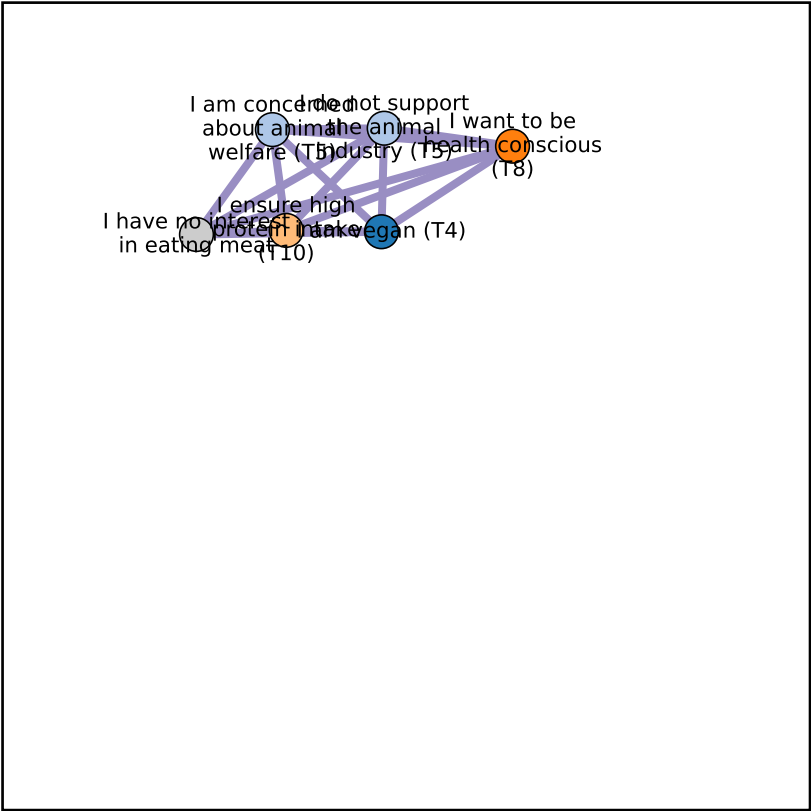 I am concerned
about animal
welfare (T5)
I do not support
the animal
industry (T5)
I want to be
health conscious
(T8)
I have no interest
in eating meat
I ensure high
protein intake
(T10)
I am vegan (T4)